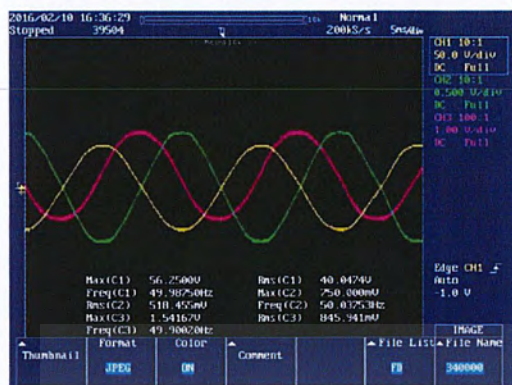 2016/02/10 16:36:29
Normal
Stopped 39504 200kS/s 5ms/div
10k
CH1 10:1
50.0 V/div
DC Full
CH2 10:1
0.500 V/div
DC Full
CH3 100:1
1.00 V/div
DC Full
Edge CH1
Auto
-1.0 V
Max(C1) 56.2500V Rms(C1) 40.0474V
Freq(C1) 49.98750Hz Max(C2) 750.000mV
Rms(C2) 518.455mV Freq(C2) 50.03753Hz
Max(C3) 1.54167V Rms(C3) 845.941mV
Freq(C3) 49.90020Hz
IMAGE
Thumbnail
Format
JPEG
Color
ON
Comment
File List
FD
File Name
340000